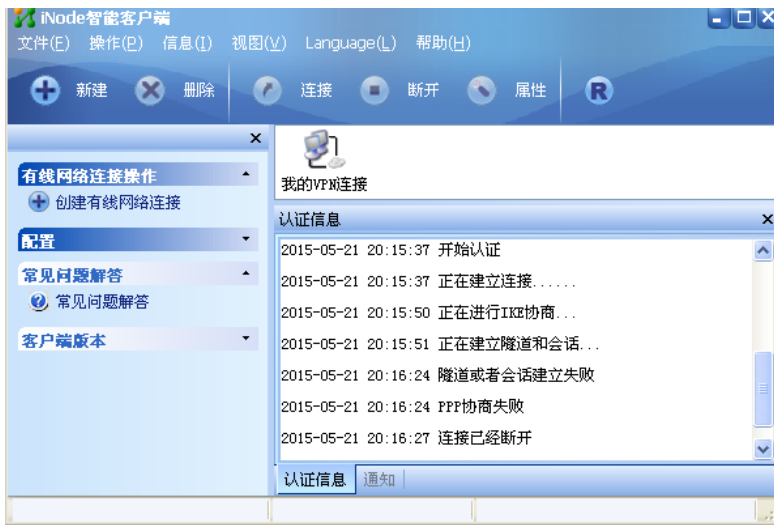 iNode智能客户端
文件(F) 操作(P) 信息(I) 视图(V) Language(L) 帮助(H)
新建 删除 连接 断开 属性 R
有线网络连接操作
创建有线网络连接
配置
常见问题解答
常见问题解答
客户端版本
我的VPN连接
认证信息
2015-05-21 20:15:37 开始认证
2015-05-21 20:15:37 正在建立连接......
2015-05-21 20:15:50 正在进行IKE协商...
2015-05-21 20:15:51 正在建立隧道和会话...
2015-05-21 20:16:24 隧道或者会话建立失败
2015-05-21 20:16:24 PPP协商失败
2015-05-21 20:16:27 连接已经断开
认证信息 通知